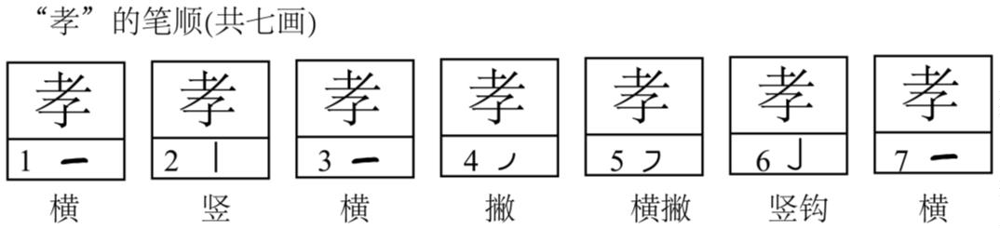 “孝”的笔顺(共七画)
孝 孝 孝 孝 孝 孝 孝
1 ㇐ 2 丨 3 ㇐ 4 ㇓ 5 ㇇ 6 亅 7 ㇐
横 竖 横 撇 横撇 竖钩 横